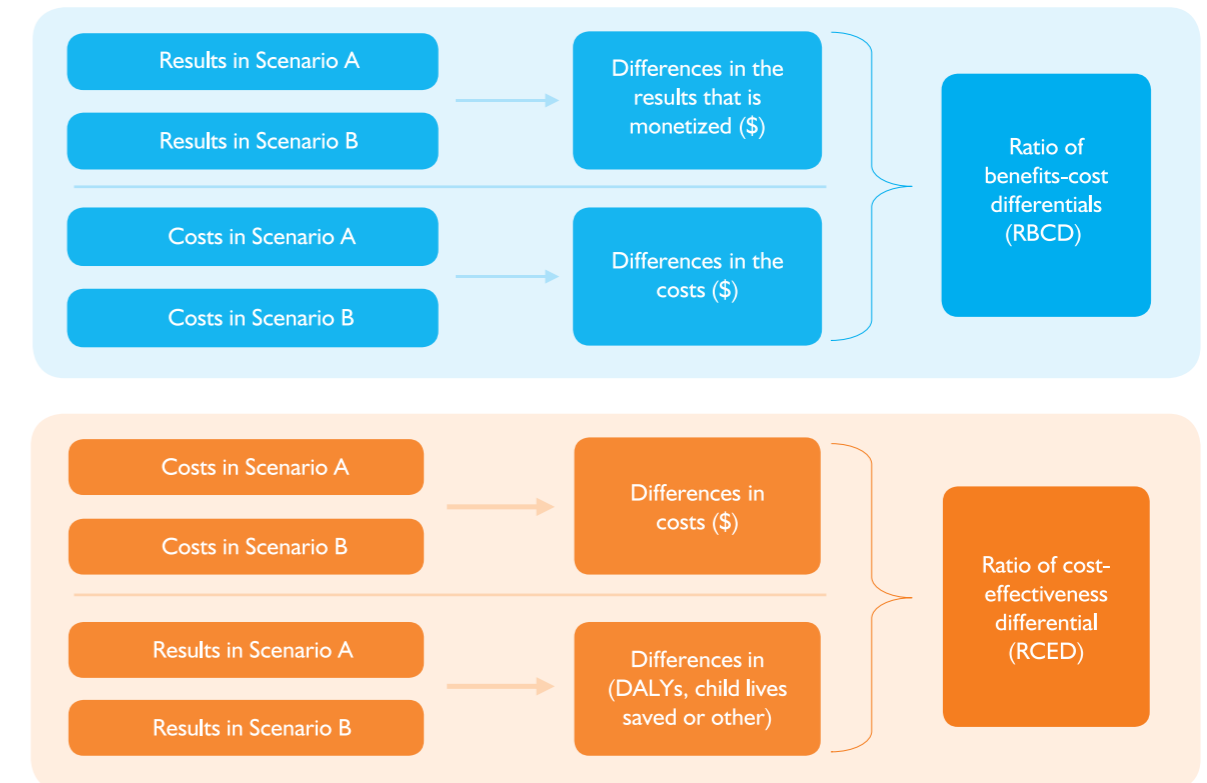 Results in Scenario A
Results in Scenario B
Differences in the
results that is
monetized ($)
Costs in Scenario A
Costs in Scenario B
Differences in the
costs ($)
Ratio of
benefits-cost
differentials
(RBCD)
Costs in Scenario A
Costs in Scenario B
Differences in
costs ($)
Results in Scenario A
Results in Scenario B
Differences in
(DALYs, child lives
saved or other)
Ratio of cost-
effectiveness
differential
(RCED)